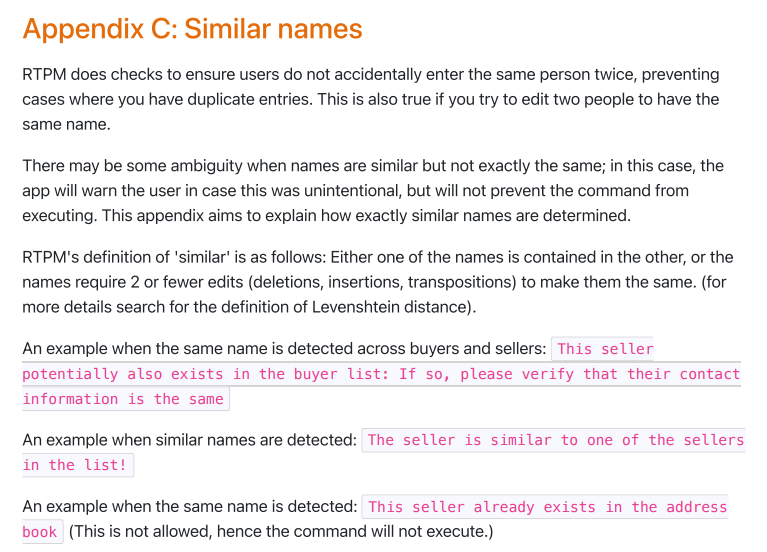 Appendix C: Similar names
RTPM does checks to ensure users do not accidentally enter the same person twice, preventing
cases where you have duplicate entries. This is also true if you try to edit two people to have the
same name.
There may be some ambiguity when names are similar but not exactly the same; in this case, the
app will warn the user in case this was unintentional, but will not prevent the command from
executing. This appendix aims to explain how exactly similar names are determined.
RTPM's definition of 'similar' is as follows: Either one of the names is contained in the other, or the
names require 2 or fewer edits (deletions, insertions, transpositions) to make them the same. (for
more details search for the definition of Levenshtein distance).
An example when the same name is detected across buyers and sellers: This seller
potentially also exists in the buyer list: If so, please verify that their contact
information is the same
An example when similar names are detected: The seller is similar to one of the sellers
in the list!
An example when the same name is detected: This seller already exists in the address
book (This is not allowed, hence the command will not execute.)